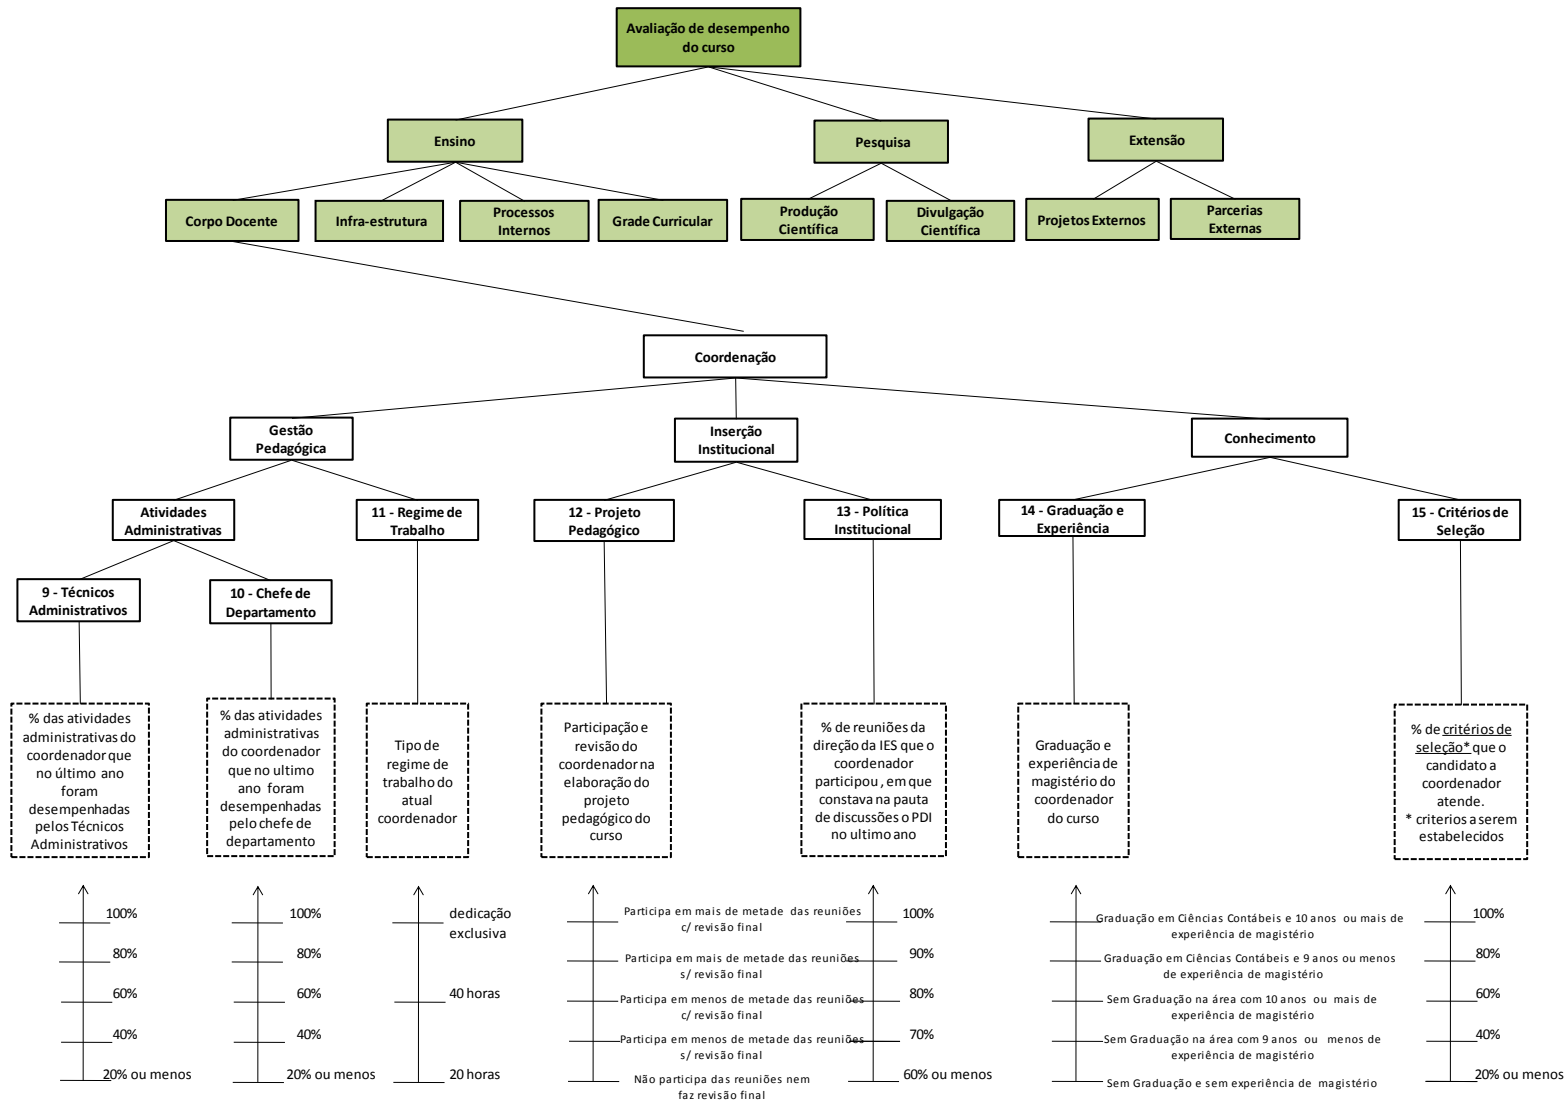 Avaliação de desempenho
do curso
Ensino
Pesquisa
Extensão
Corpo Docente
Infra-estrutura
Processos
Internos
Grade Curricular
Produção
Científica
Divulgação
Científica
Projetos Externos
Parcerias
Externas
Coordenação
Gestão
Pedagógica
Inserção
Institucional
Conhecimento
Atividades
Administrativas
11 - Regime de
Trabalho
12 - Projeto
Pedagógico
13 - Política
Institucional
14 - Graduação e
Experiência
15 - Critérios de
Seleção
9 - Técnicos
Administrativos
10 - Chefe de
Departamento
% das atividades
administrativas do
coordenador que
no último ano
foram
desempenhadas
pelos Técnicos
Administrativos
% das atividades
administrativas
do coordenador
que no ultimo
ano foram
desempenhadas
pelo chefe de
departamento
Tipo de
regime de
trabalho do
atual
coordenador
Participação e
revisão do
coordenador na
elaboração do
projeto
pedagógico do
curso
% de reuniões da
direção da IES que o
coordenador
participou , em que
constava na pauta
de discussões o PDI
no ultimo ano
Graduação e
experiência de
magistério do
coordenador
do curso
% de critérios de
seleção* que o
candidato a
coordenador
atende.
* criterios a serem
estabelecidos
100%
80%
60%
40%
20% ou menos
100%
80%
60%
40%
20% ou menos
dedicação
exclusiva
40 horas
20 horas
Participa em mais de metade das reuniões
c/ revisão final
Participa em mais de metade das reuniões
s/ revisão final
Participa em menos de metade das reuniões
c/ revisão final
Participa em menos de metade das reuniões
s/ revisão final
Não participa das reuniões nem
faz revisão final
100%
90%
80%
70%
60% ou menos
Graduação em Ciências Contábeis e 10 anos ou mais de
experiência de magistério
Graduação em Ciências Contábeis e 9 anos ou menos
de experiência de magistério
Sem Graduação na área com 10 anos ou mais de
experiência de magistério
Sem Graduação na área com 9 anos ou menos de
experiência de magistério
Sem Graduação e sem experiência de magistério
100%
80%
60%
40%
20% ou menos